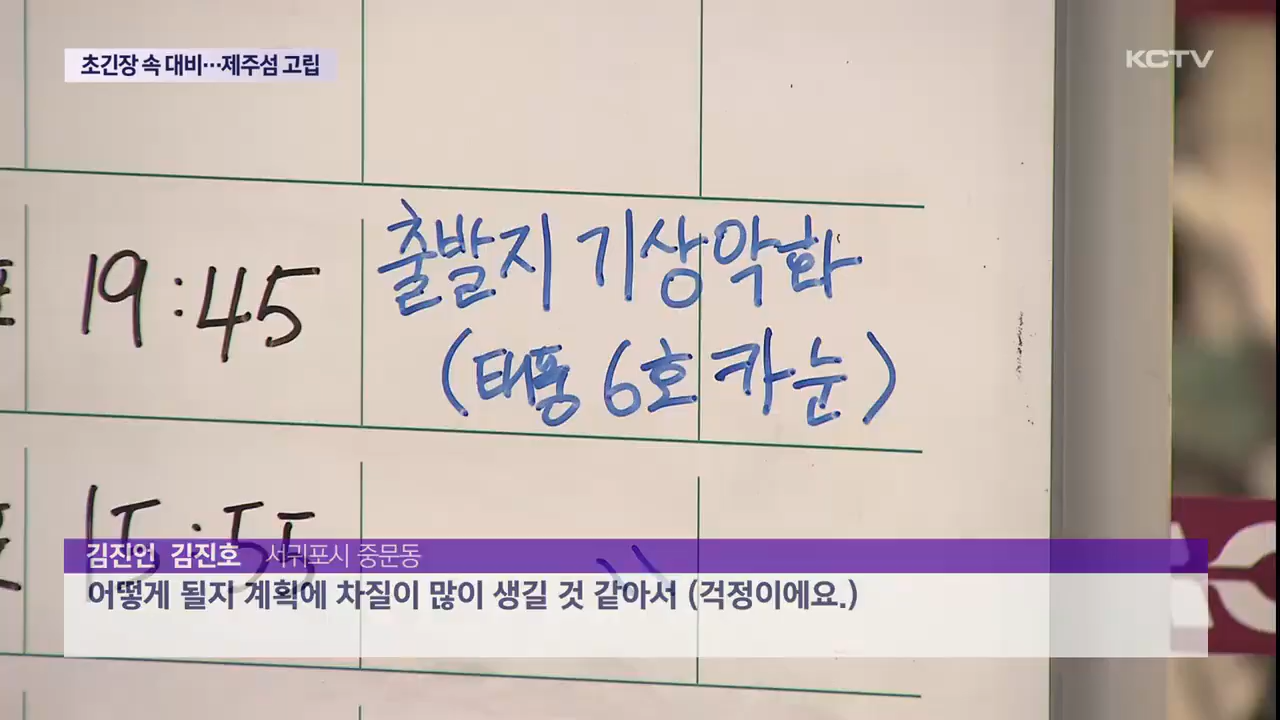 초긴장 속 대비…제주섬 고립
KCTV
19:45 출발지 기상악화
(태풍 6호 카눈)
15:55 〃
김진언 김진호 서귀포시 중문동
어떻게 될지 계획에 차질이 많이 생길 것 같아서 (걱정이에요.)